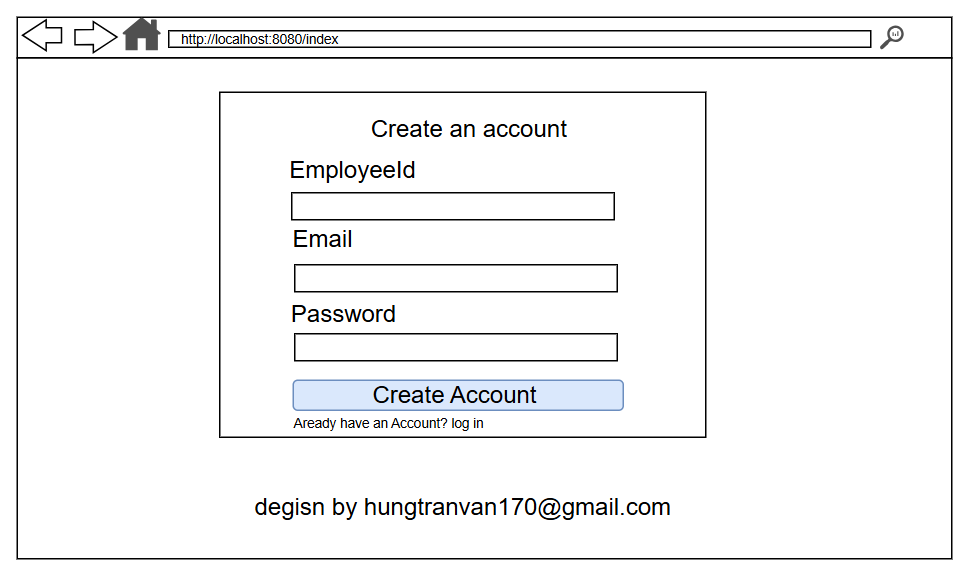 http://localhost:8080/index
Create an account
EmployeeId
Email
Password
Create Account
Aready have an Account? log in
degisn by hungtranvan170@gmail.com